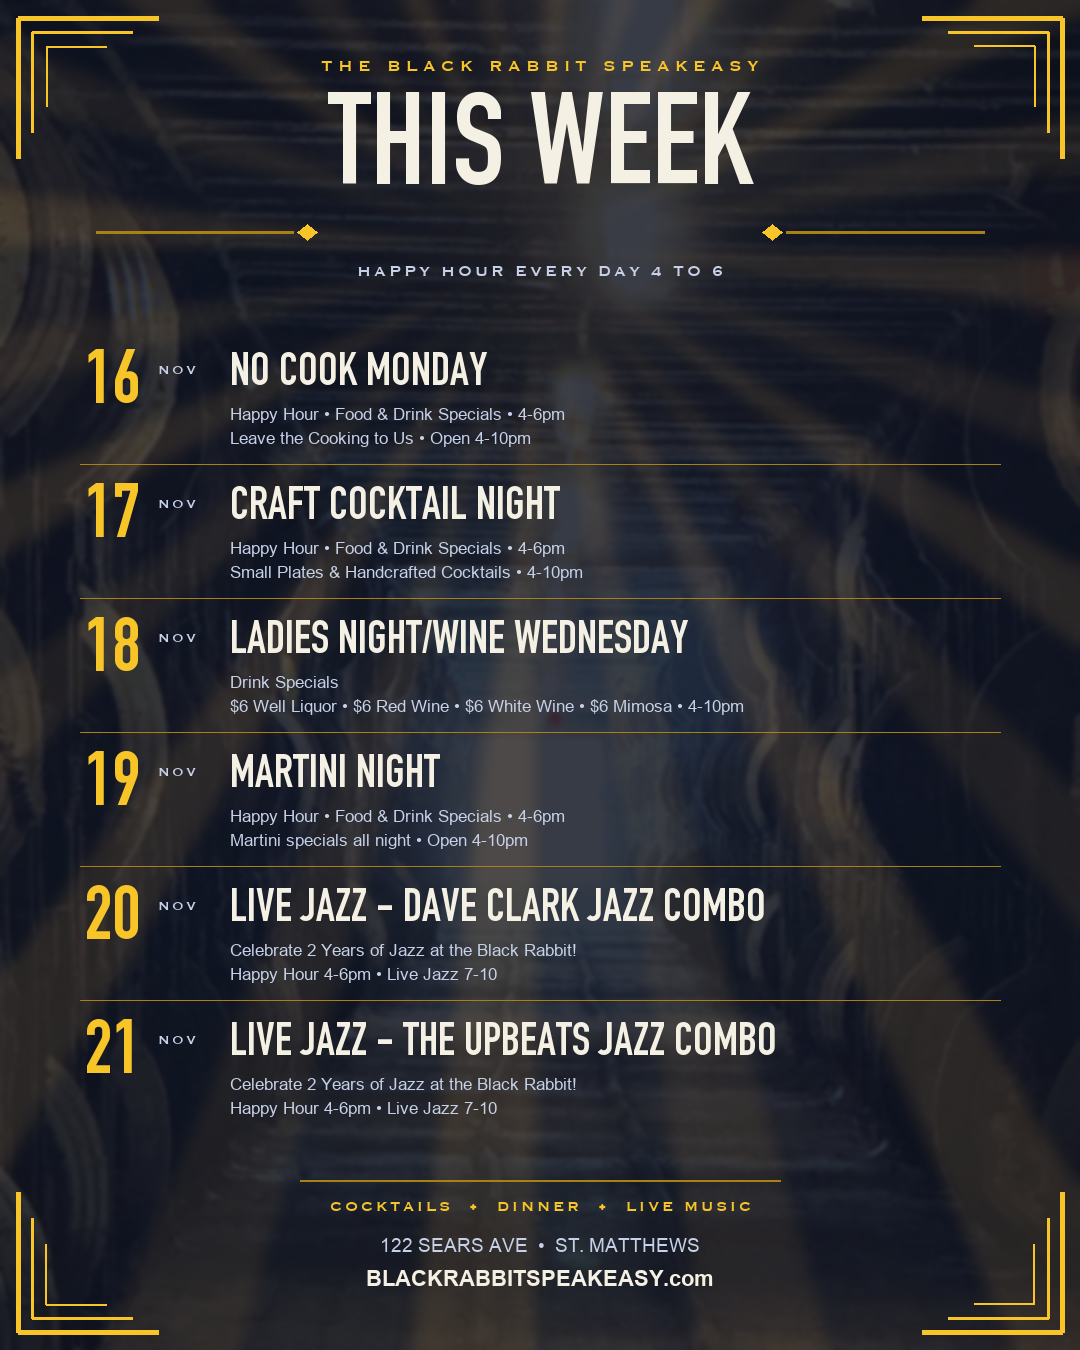 THE BLACK RABBIT SPEAKEASY
THIS WEEK
HAPPY HOUR EVERY DAY 4 TO 6
16 NOV NO COOK MONDAY
Happy Hour • Food & Drink Specials • 4-6pm
Leave the Cooking to Us • Open 4-10pm
17 NOV CRAFT COCKTAIL NIGHT
Happy Hour • Food & Drink Specials • 4-6pm
Small Plates & Handcrafted Cocktails • 4-10pm
18 NOV LADIES NIGHT/WINE WEDNESDAY
Drink Specials
$6 Well Liquor • $6 Red Wine • $6 White Wine • $6 Mimosa • 4-10pm
19 NOV MARTINI NIGHT
Happy Hour • Food & Drink Specials • 4-6pm
Martini specials all night • Open 4-10pm
20 NOV LIVE JAZZ – DAVE CLARK JAZZ COMBO
Celebrate 2 Years of Jazz at the Black Rabbit!
Happy Hour 4-6pm • Live Jazz 7-10
21 NOV LIVE JAZZ – THE UPBEATS JAZZ COMBO
Celebrate 2 Years of Jazz at the Black Rabbit!
Happy Hour 4-6pm • Live Jazz 7-10
COCKTAILS ✦ DINNER ✦ LIVE MUSIC
122 SEARS AVE • ST. MATTHEWS
BLACKRABBITSPEAKEASY.com